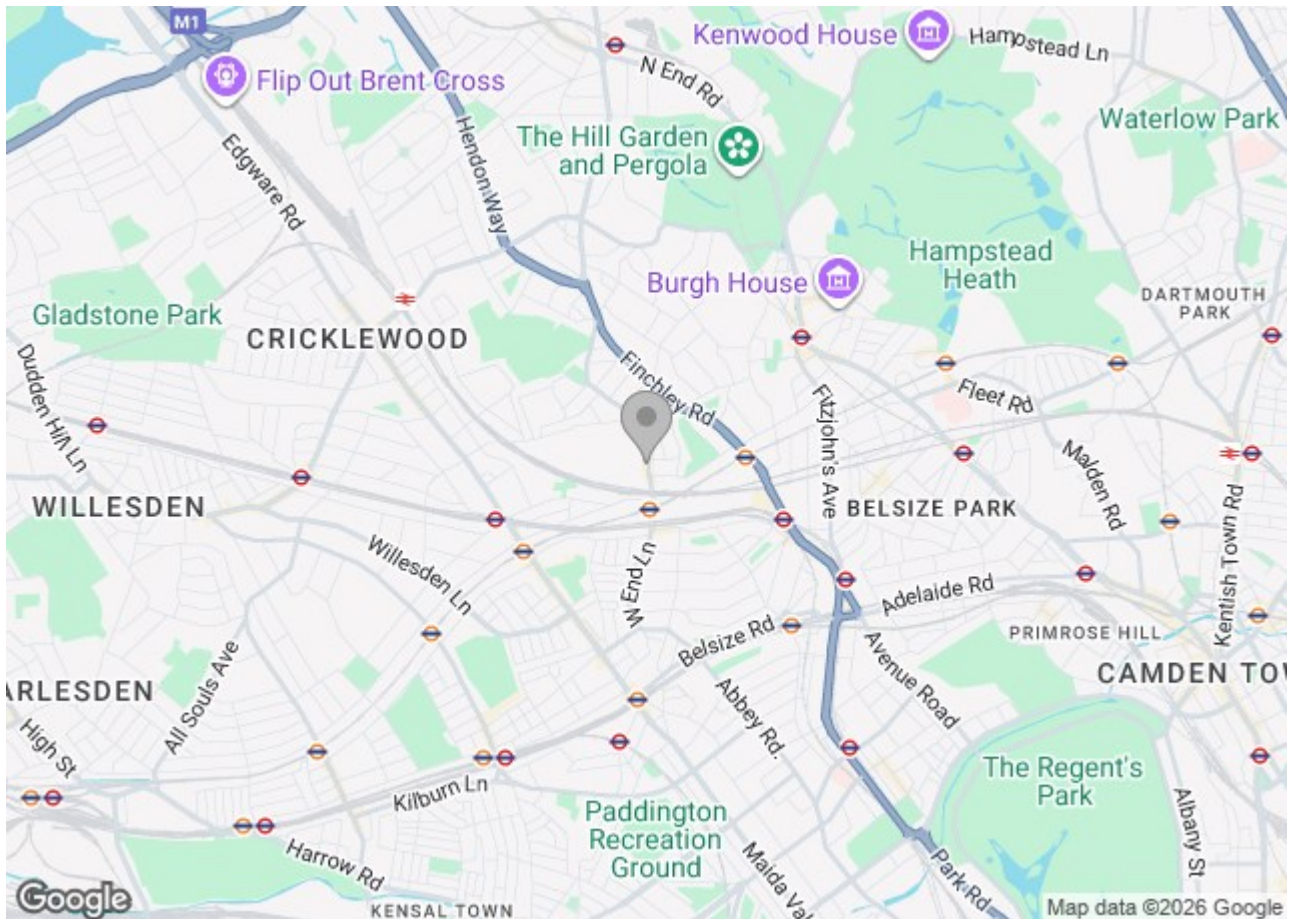 M1
Kenwood House
Hampstead Ln
N End Rd
Flip Out Brent Cross
Waterlow Park
The Hill Garden
and Pergola
Hendon Way
Edgware Rd
Hampstead
Heath
Burgh House
DARTMOUTH
PARK
Gladstone Park
CRICKLEWOOD
Dudden Hill Ln
Finchley Rd
Fleet Rd
Fitzjohn's Ave
Malden Rd
WILLESDEN
BELSIZE PARK
Kentish Town Rd
Willesden Ln
W End Ln
Adelaide Rd
Belsize Rd
PRIMROSE HILL
Avenue Road
CAMDEN TOW
ARLESDEN
All Souls Ave
Abbey Rd.
High St
The Regent's
Park
Kilburn Ln
Paddington
Recreation
Ground
Albany St
Harrow Rd
Maida Val
Park Rd
Google
KENSAL TOWN
Map data ©2026 Google